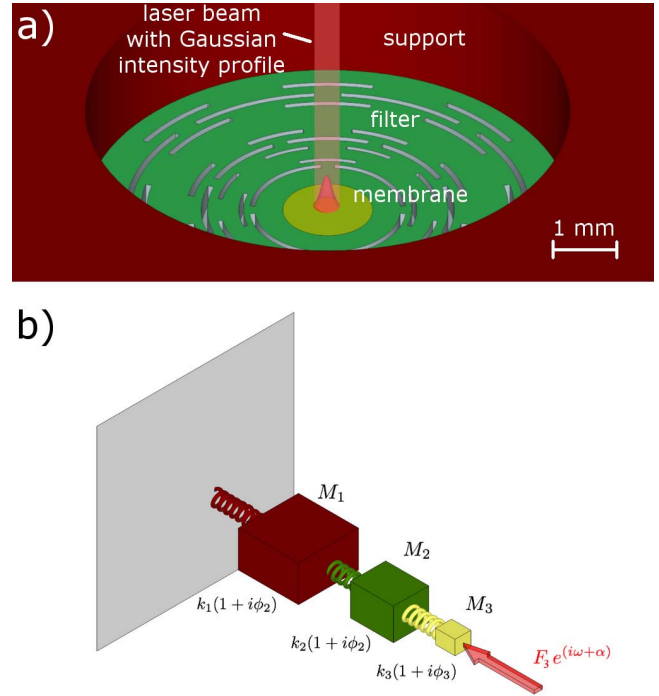 a)
laser beam
with Gaussian
intensity profile
support
filter
membrane
1 mm
b)
M₁
M₂
M₃
k₁(1 + iϕ₂)
k₂(1 + iϕ₂)
k₃(1 + iϕ₃)
F₃ e^(iω+α)